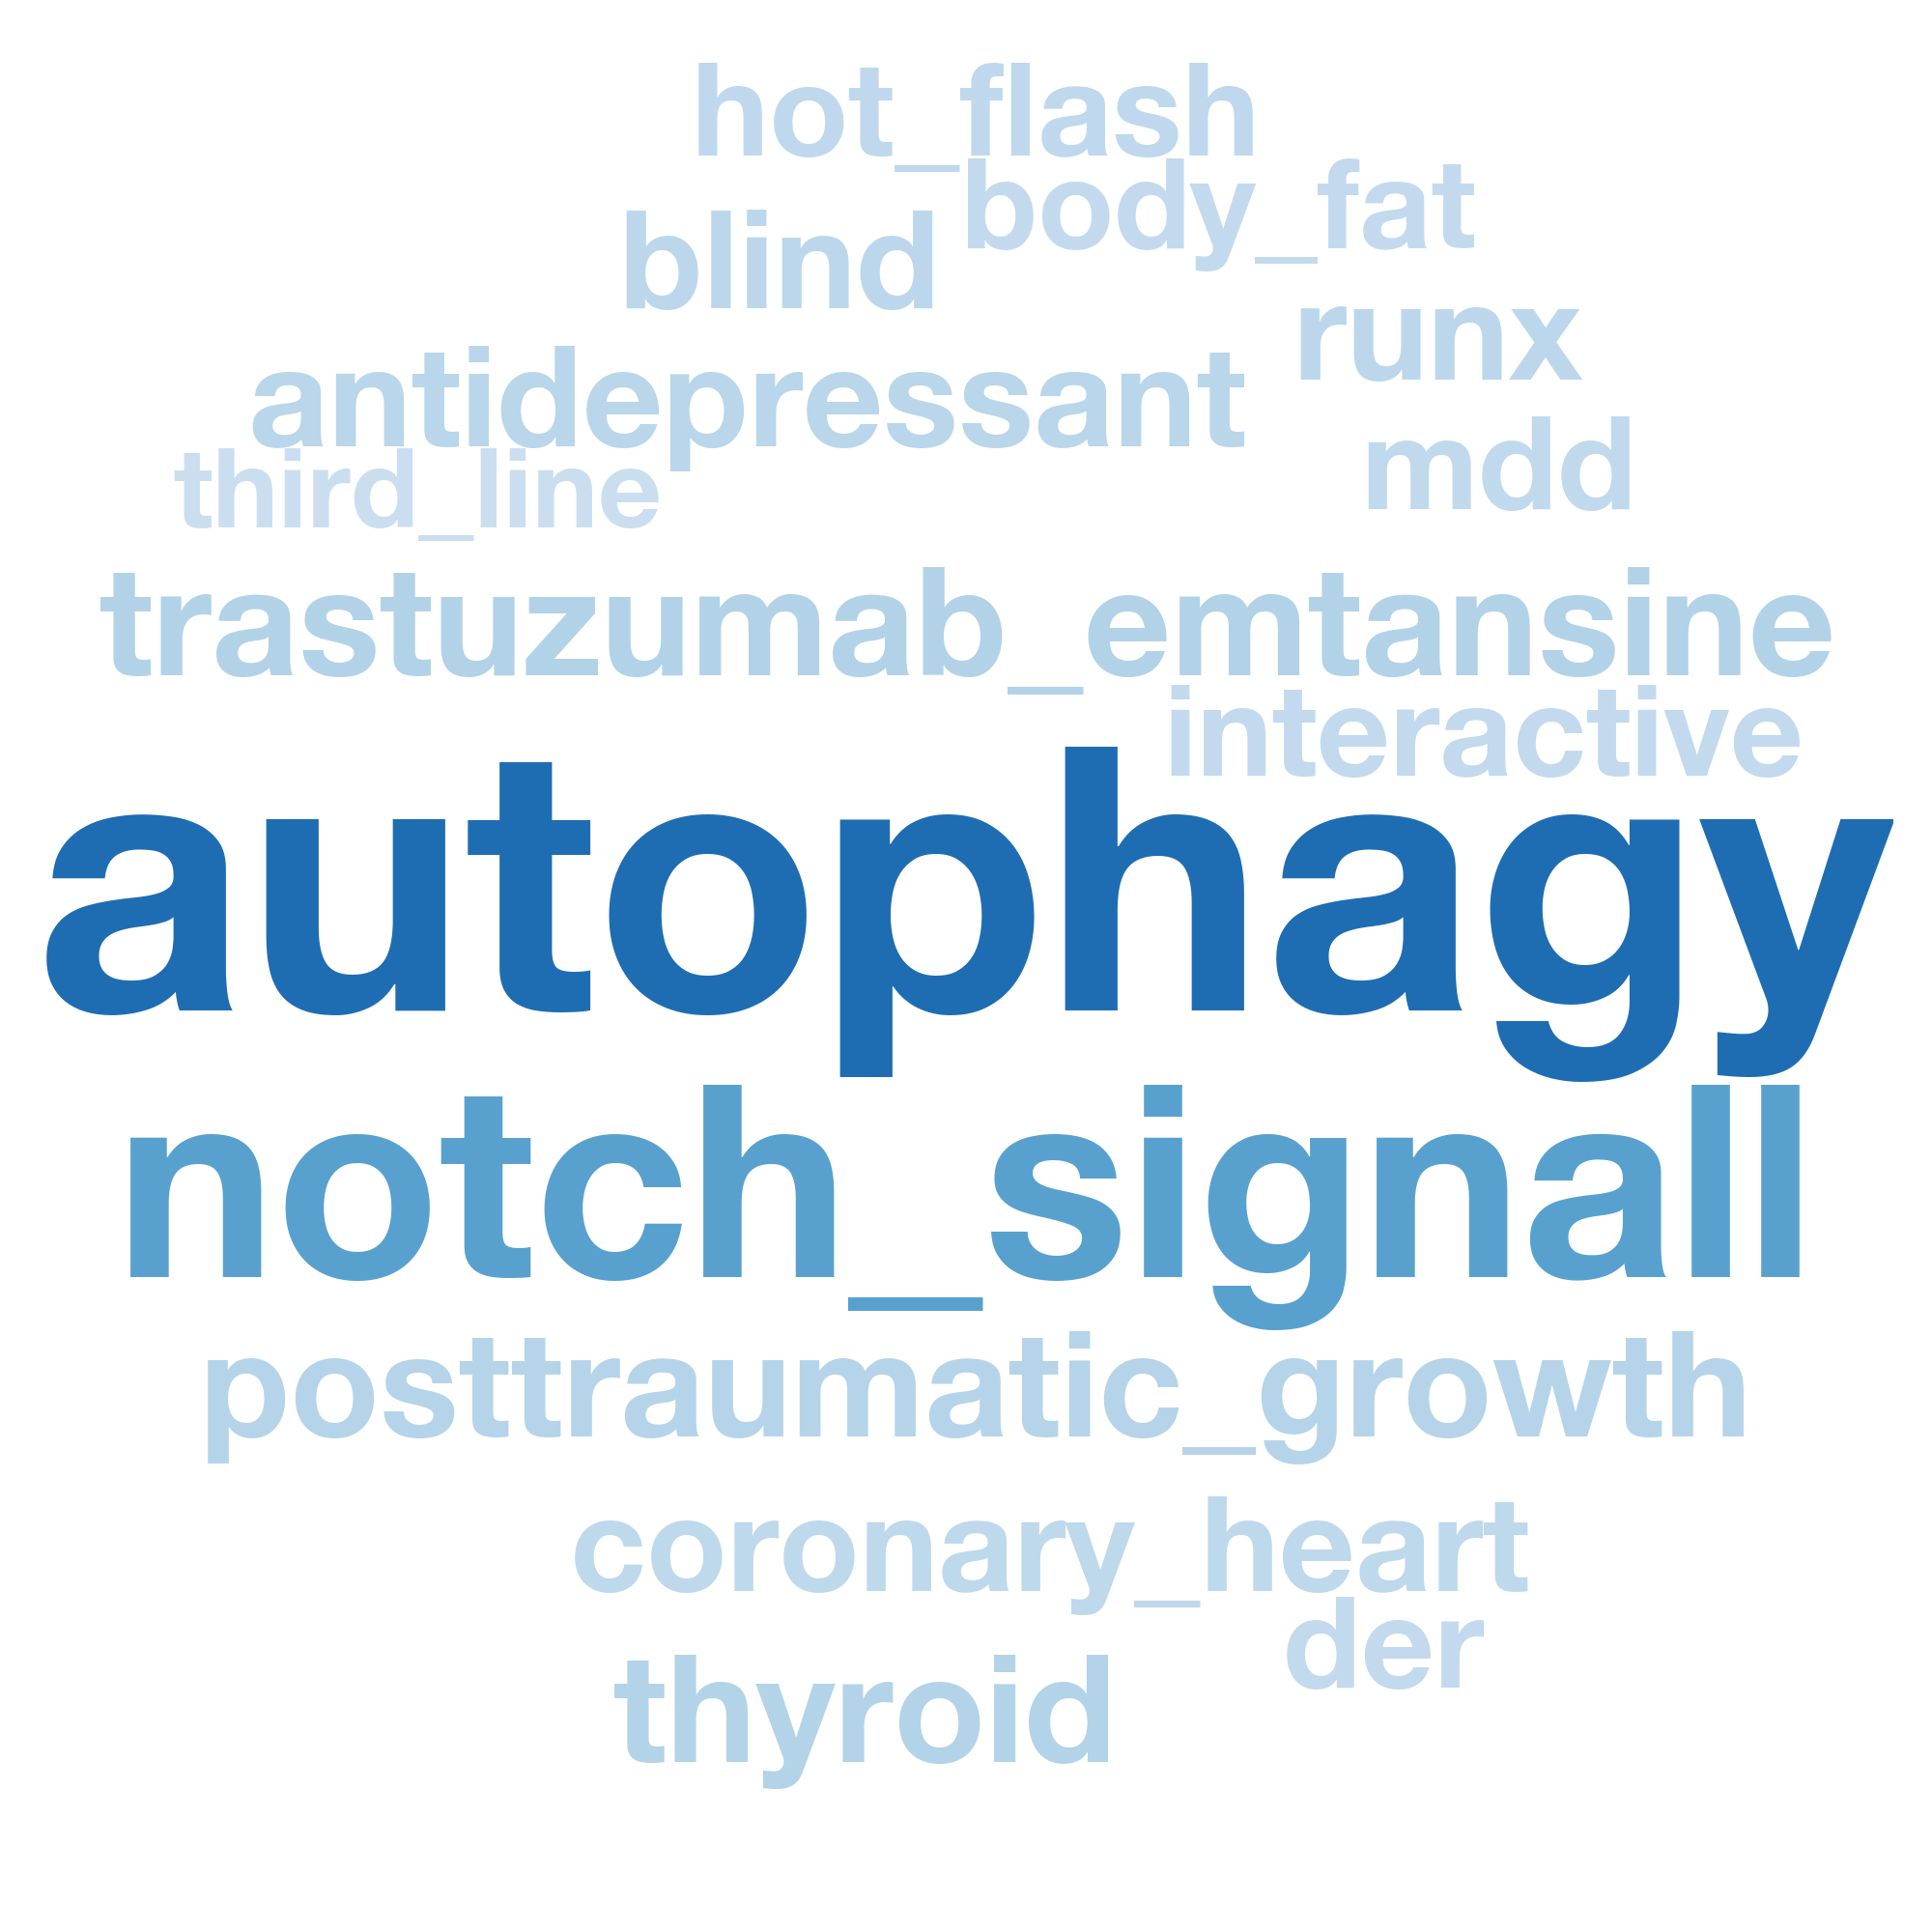 hot_flash
body_fat
blind
runx
antidepressant
mdd
third_line
trastuzumab_emtansine
interactive
autophagy
notch_signall
posttraumatic_growth
coronary_heart
der
thyroid